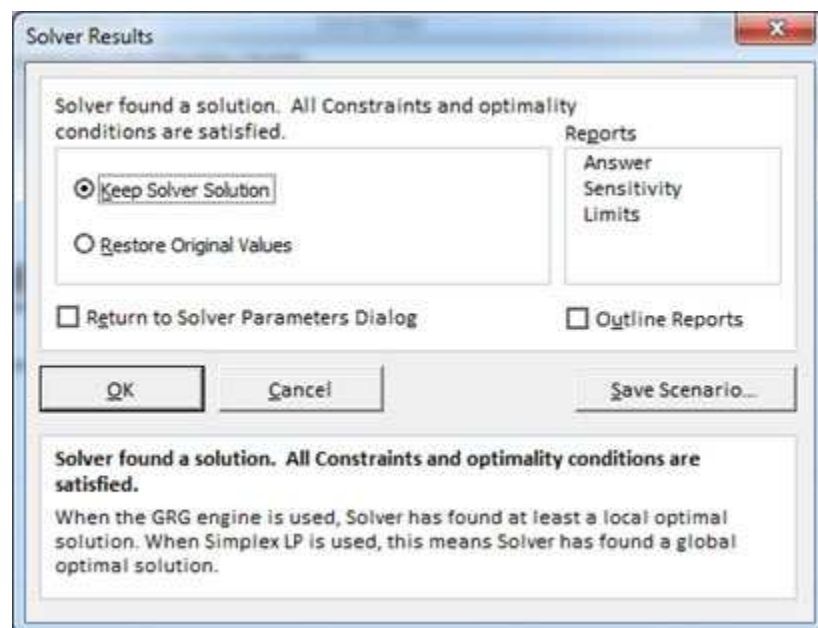 Solver Results
Solver found a solution. All Constraints and optimality
conditions are satisfied.
Reports
Keep Solver Solution
Restore Original Values
Answer
Sensitivity
Limits
Return to Solver Parameters Dialog
Outline Reports
OK
Cancel
Save Scenario...
Solver found a solution. All Constraints and optimality conditions are
satisfied.
When the GRG engine is used, Solver has found at least a local optimal
solution. When Simplex LP is used, this means Solver has found a global
optimal solution.